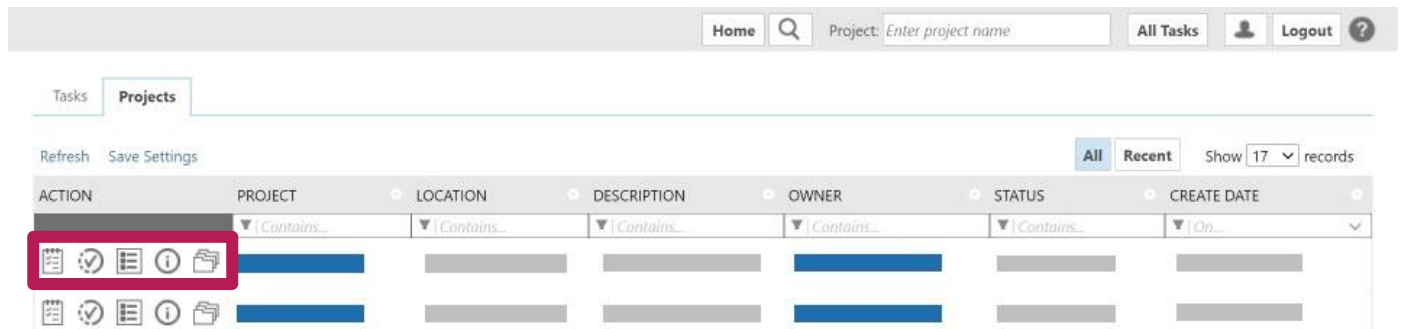 Home Project: Enter project name All Tasks Logout ?
Tasks Projects
Refresh Save Settings All Recent Show 17 records
ACTION PROJECT LOCATION DESCRIPTION OWNER STATUS CREATE DATE
Contains... Contains... Contains... Contains... Contains... On...